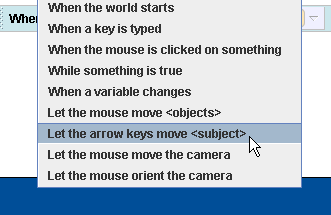 When the world starts
When
When a key is typed
When the mouse is clicked on something
While something is true
When a variable changes
Let the mouse move <objects>
Let the arrow keys move <subject>
Let the mouse move the camera
Let the mouse orient the camera